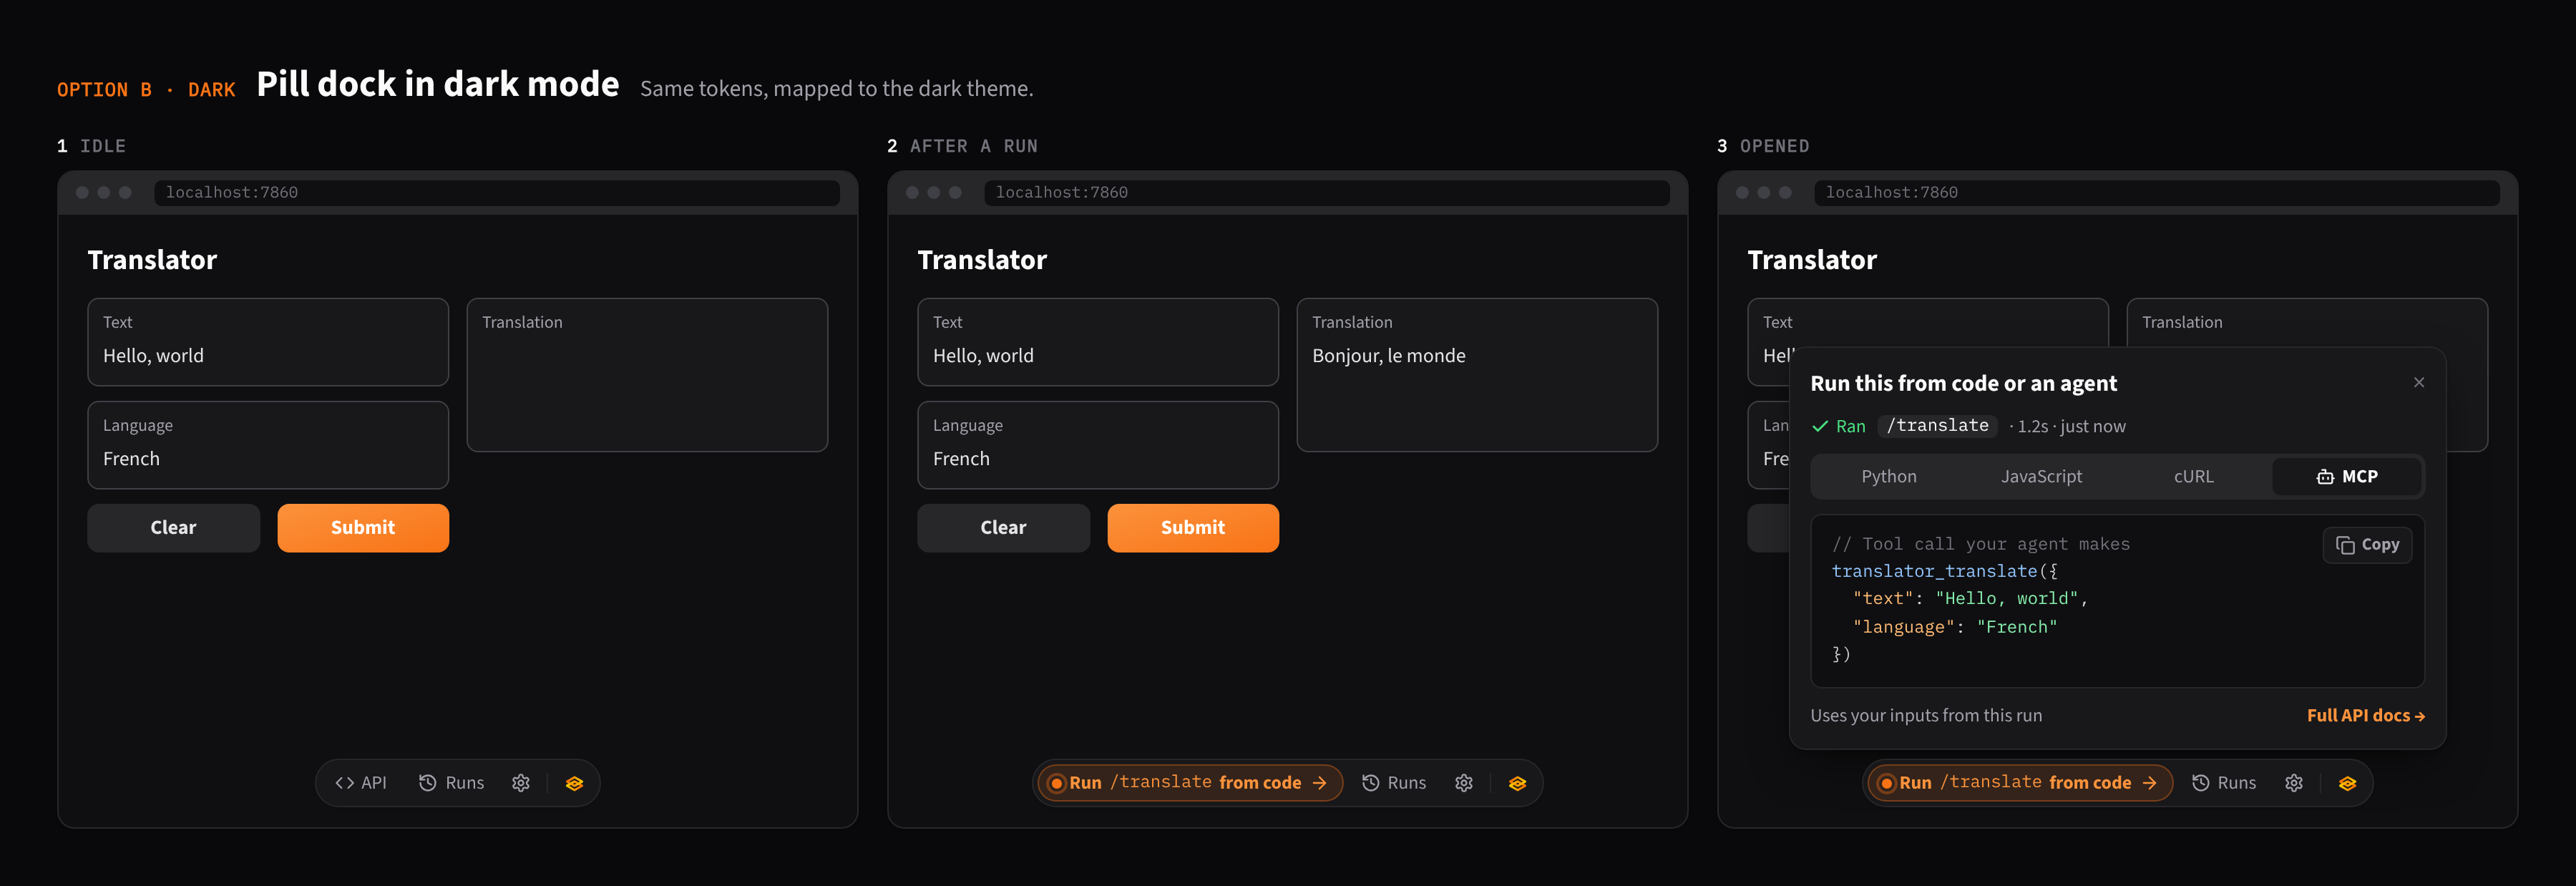 OPTION B · DARK Pill dock in dark mode Same tokens, mapped to the dark theme.
1 IDLE
localhost:7860
Translator
Text
Hello, world
Translation
Language
French
Clear Submit
API Runs
2 AFTER A RUN
localhost:7860
Translator
Text
Hello, world
Translation
Bonjour, le monde
Language
French
Clear Submit
Run /translate from code → Runs
3 OPENED
localhost:7860
Translator
Text
Hell
Translation
Lan
Fre
Run this from code or an agent ×
✓ Ran /translate · 1.2s · just now
Python JavaScript cURL MCP
// Tool call your agent makes
Copy
translator_translate({
"text": "Hello, world",
"language": "French"
})
Uses your inputs from this run Full API docs →
Run /translate from code → Runs